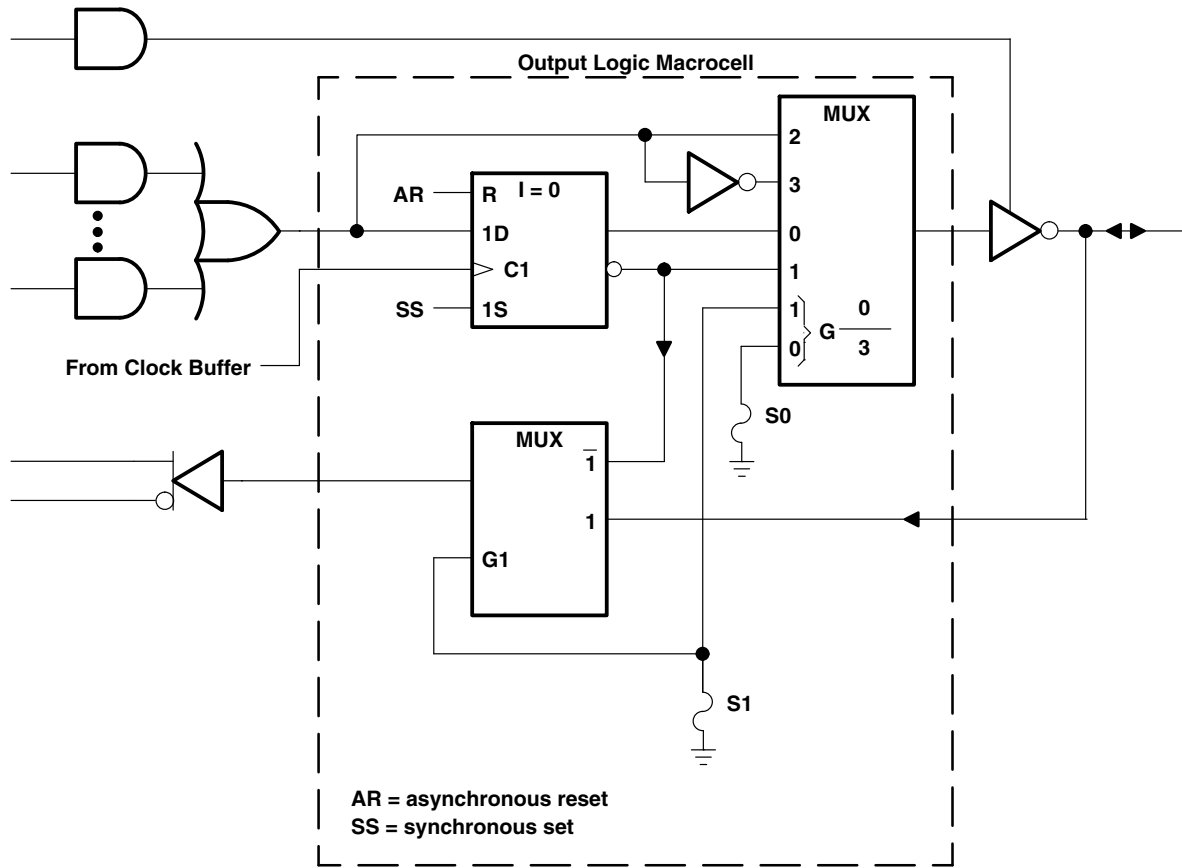 Output Logic Macrocell
MUX
2
3
AR
R
I = 0
1D
0
C1
1
SS
1S
1
0
G 0
3
From Clock Buffer
S0
MUX
1̅
1
G1
S1
AR = asynchronous reset
SS = synchronous set